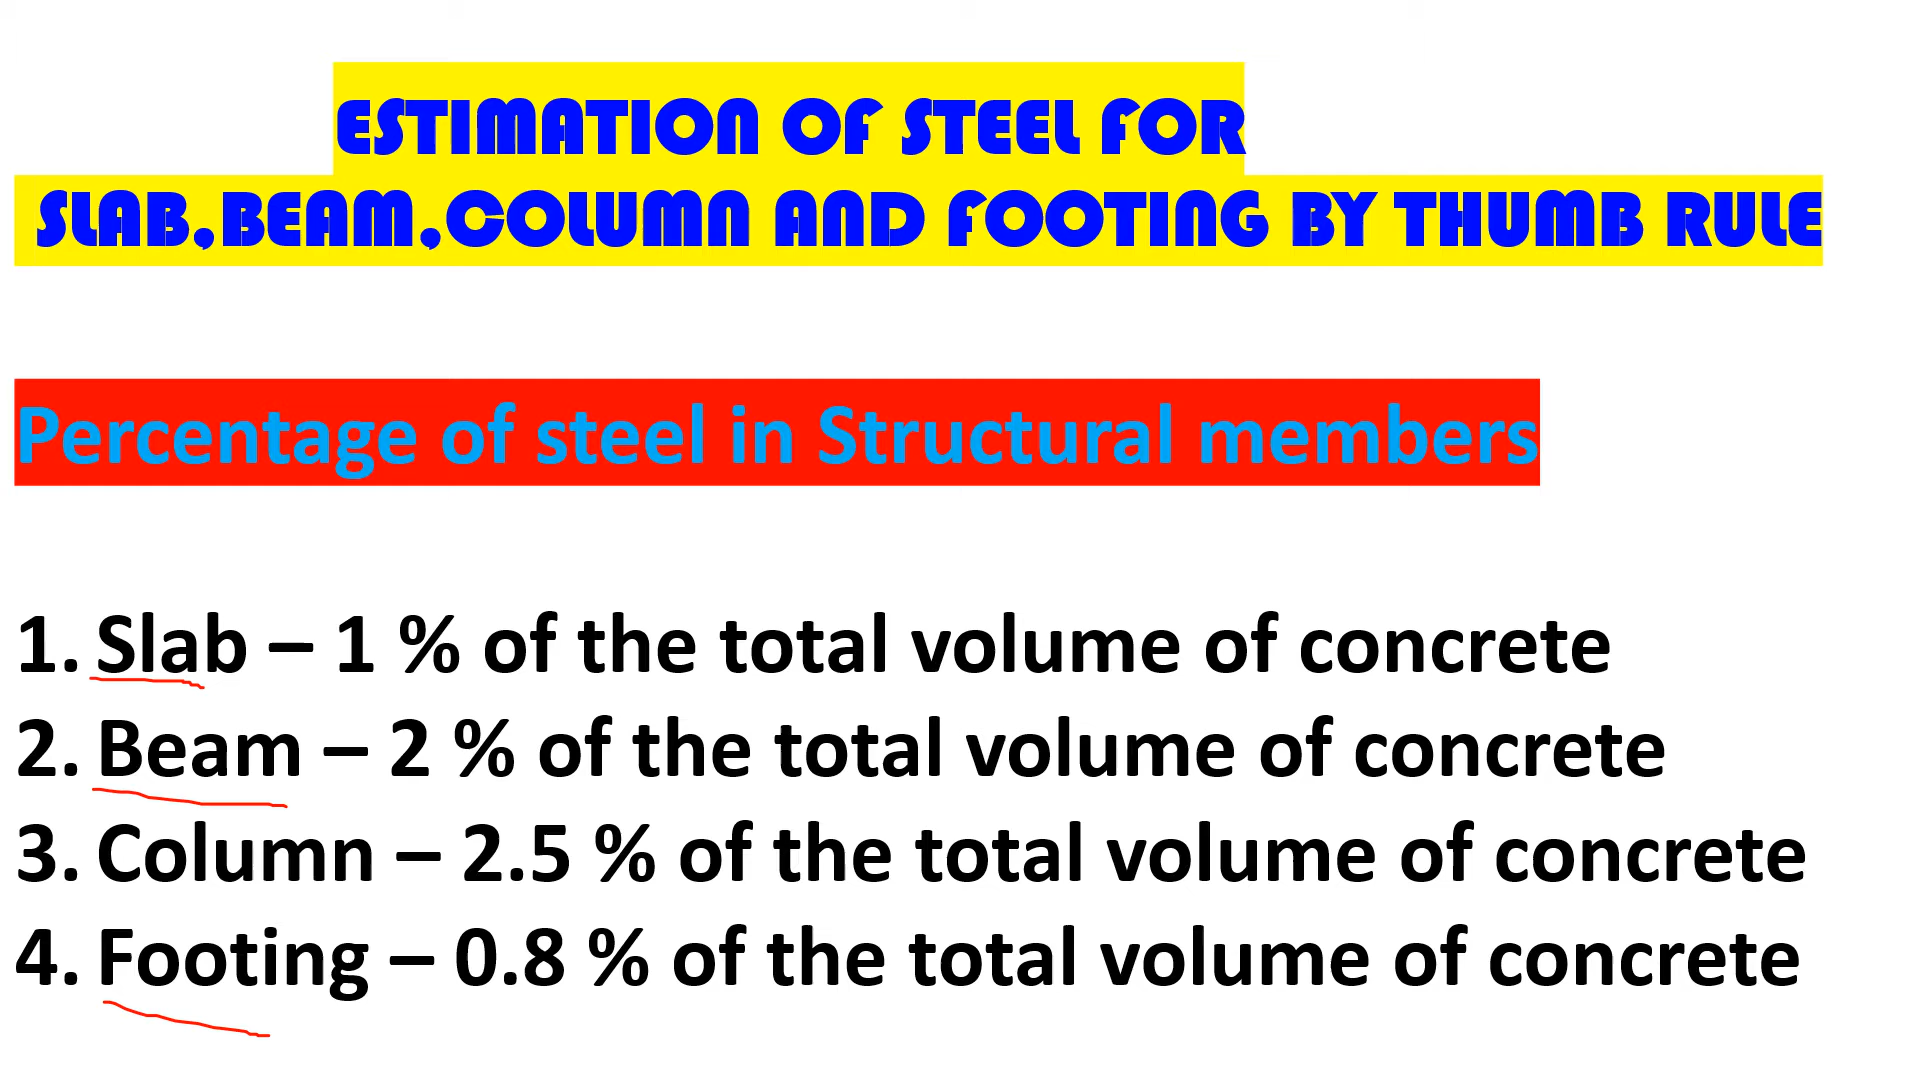 ESTIMATION OF STEEL FOR
SLAB,BEAM,COLUMN AND FOOTING BY THUMB RULE
Percentage of steel in Structural members
1. Slab – 1 % of the total volume of concrete
2. Beam – 2 % of the total volume of concrete
3. Column – 2.5 % of the total volume of concrete
4. Footing – 0.8 % of the total volume of concrete